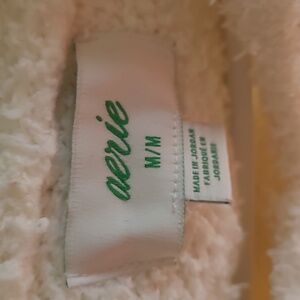 aerie
M/M
MADE IN JORDAN
FABRIQUÉ EN
JORDANIE